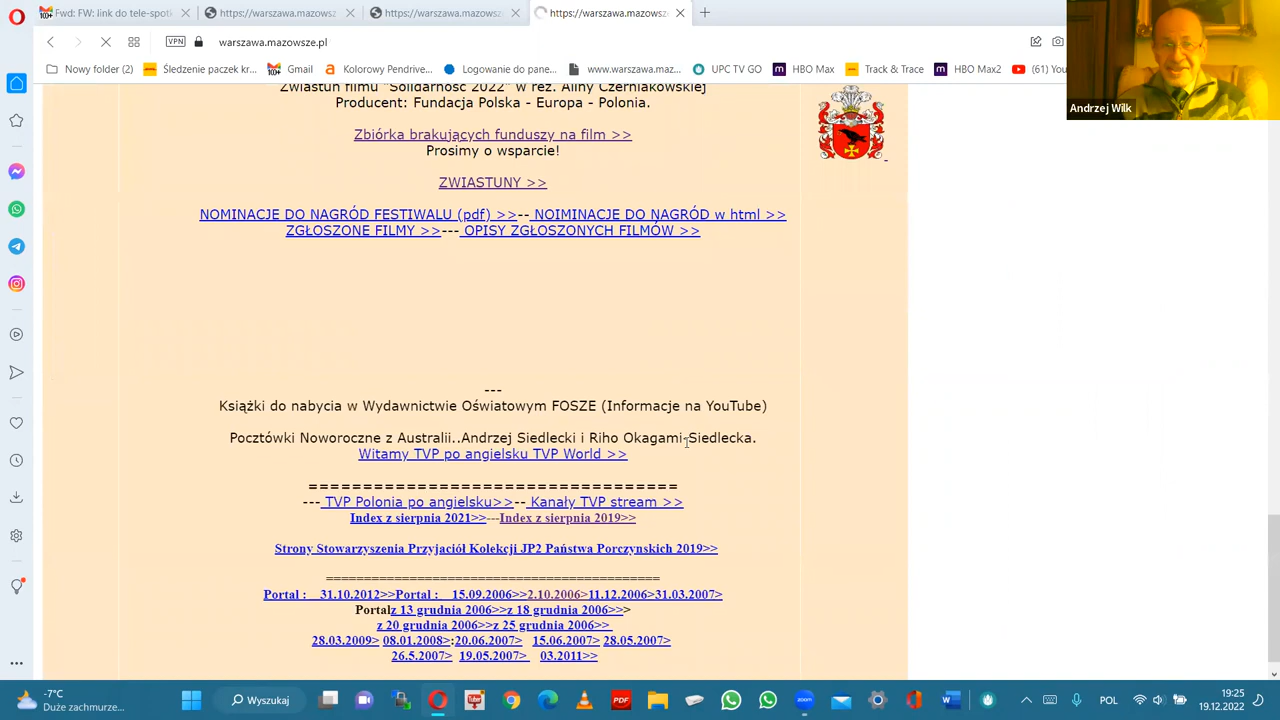 Fwd: FW: link do tele-spotk
https://warszawa.mazowsz
https://warszawa.mazowsz
https://warszawa.mazowsz
VPN
warszawa.mazowsze.pl
Nowy folder (2)
Śledzenie paczek kr...
Gmail
Kolorowy Pendrive...
Logowanie do pane...
www.warszawa.maz...
UPC TV GO
HBO Max
Track & Trace
HBO Max2
(61) You
Andrzej Wilk
Zwiastun filmu "Solidarność 2022" w reż. Aliny Czerniakowskiej
Producent: Fundacja Polska - Europa - Polonia.
Zbiórka brakujących funduszy na film >>
Prosimy o wsparcie!
ZWIASTUNY >>
NOMINACJE DO NAGRÓD FESTIWALU (pdf) >>-- NOIMINACJE DO NAGRÓD w html >>
ZGŁOSZONE FILMY >>--- OPISY ZGŁOSZONYCH FILMÓW >>
---
Książki do nabycia w Wydawnictwie Oświatowym FOSZE (Informacje na YouTube)
Pocztówki Noworoczne z Australii..Andrzej Siedlecki i Riho Okagami-Siedlecka.
Witamy TVP po angielsku TVP World >>
================================
--- TVP Polonia po angielsku>>-- Kanały TVP stream >>
Index z sierpnia 2021>>---Index z sierpnia 2019>>
Strony Stowarzyszenia Przyjaciół Kolekcji JP2 Państwa Porczynskich 2019>>
============================================
Portal : 31.10.2012>>Portal : 15.09.2006>>2.10.2006>11.12.2006>31.03.2007>
Portalz 13 grudnia 2006>>z 18 grudnia 2006>>>
z 20 grudnia 2006>>z 25 grudnia 2006>>
28.03.2009> 08.01.2008>:20.06.2007> 15.06.2007> 28.05.2007>
26.5.2007> 19.05.2007> 03.2011>>
-7°C
Duże zachmurze...
Wyszukaj
PDF
zoom
POL
19:25
19.12.2022